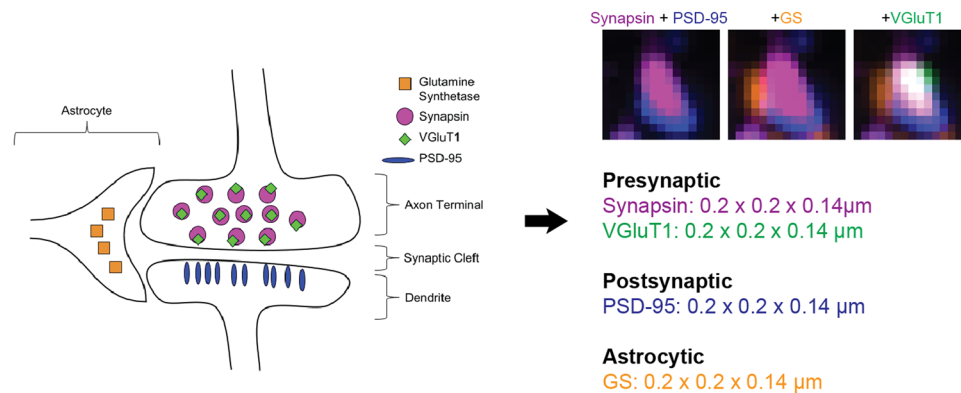 Astrocyte
Glutamine
Synthetase
Synapsin
VGluT1
PSD-95
Axon Terminal
Synaptic Cleft
Dendrite
Synapsin + PSD-95
+GS
+VGluT1
Presynaptic
Synapsin: 0.2 x 0.2 x 0.14µm
VGluT1: 0.2 x 0.2 x 0.14 µm
Postsynaptic
PSD-95: 0.2 x 0.2 x 0.14 µm
Astrocytic
GS: 0.2 x 0.2 x 0.14 µm